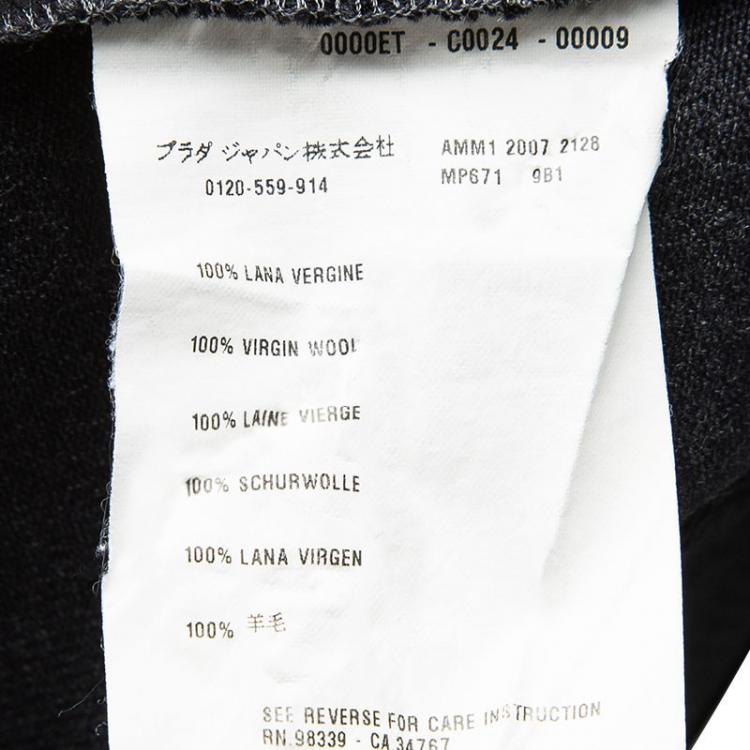 0000ET - C0024 - 00009
プラダ ジャパン株式会社
0120-559-914
AMM1 2007 2128
MP671 9B1
100% LANA VERGINE
100% VIRGIN WOOL
100% LAINE VIERGE
100% SCHURWOLLE
100% LANA VIRGEN
100% 羊毛
SEE REVERSE FOR CARE INSTRUCTION
RN.98339 - CA.34767